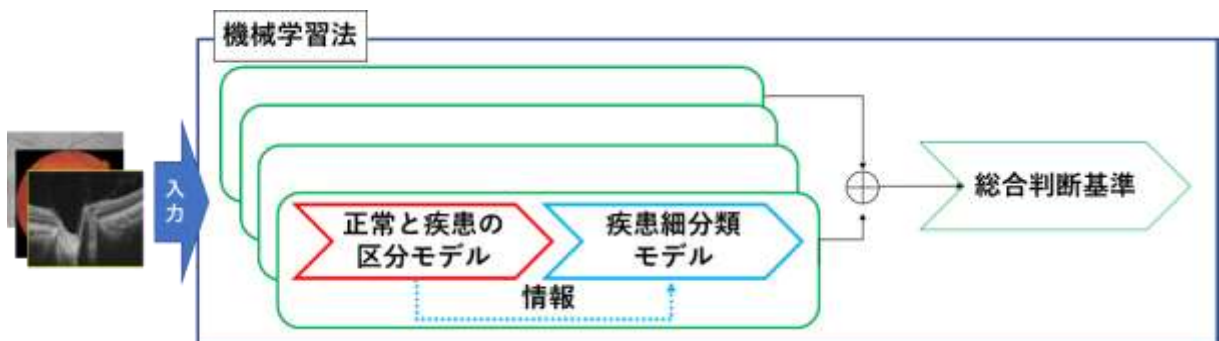 機械学習法
入力
正常と疾患の
区分モデル
疾患細分類
モデル
情報
総合判断基準